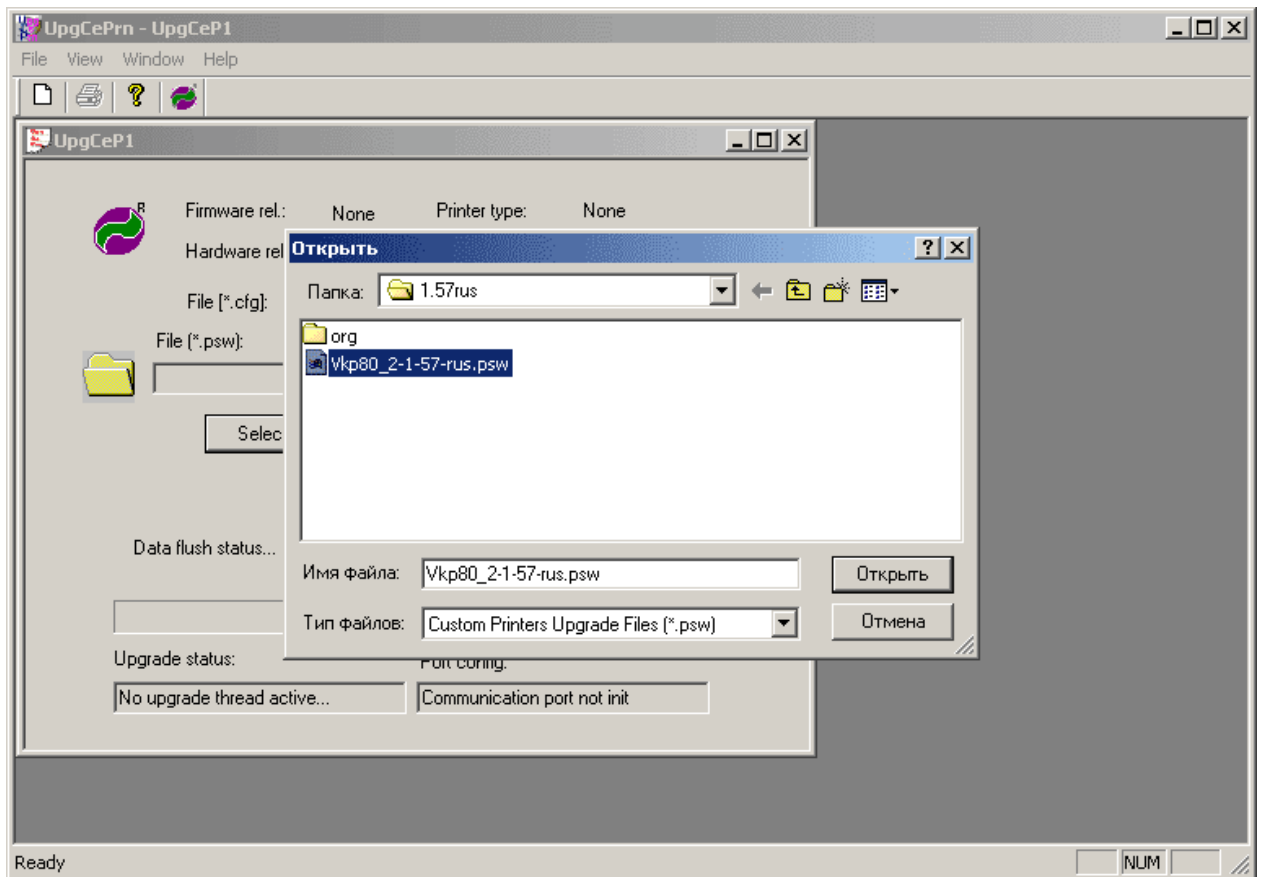 UpgCePrn - UpgCeP1
File View Window Help
UpgCeP1
R
Firmware rel.: None Printer type: None
Hardware rel
File [*.cfg]:
File (*.psw):
Selec
Data flush status...
Upgrade status: Port config:
No upgrade thread active... Communication port not init
Открыть
Папка: 1.57rus
org
Vkp80_2-1-57-rus.psw
Имя файла: Vkp80_2-1-57-rus.psw Открыть
Тип файлов: Custom Printers Upgrade Files (*.psw) Отмена
Ready NUM